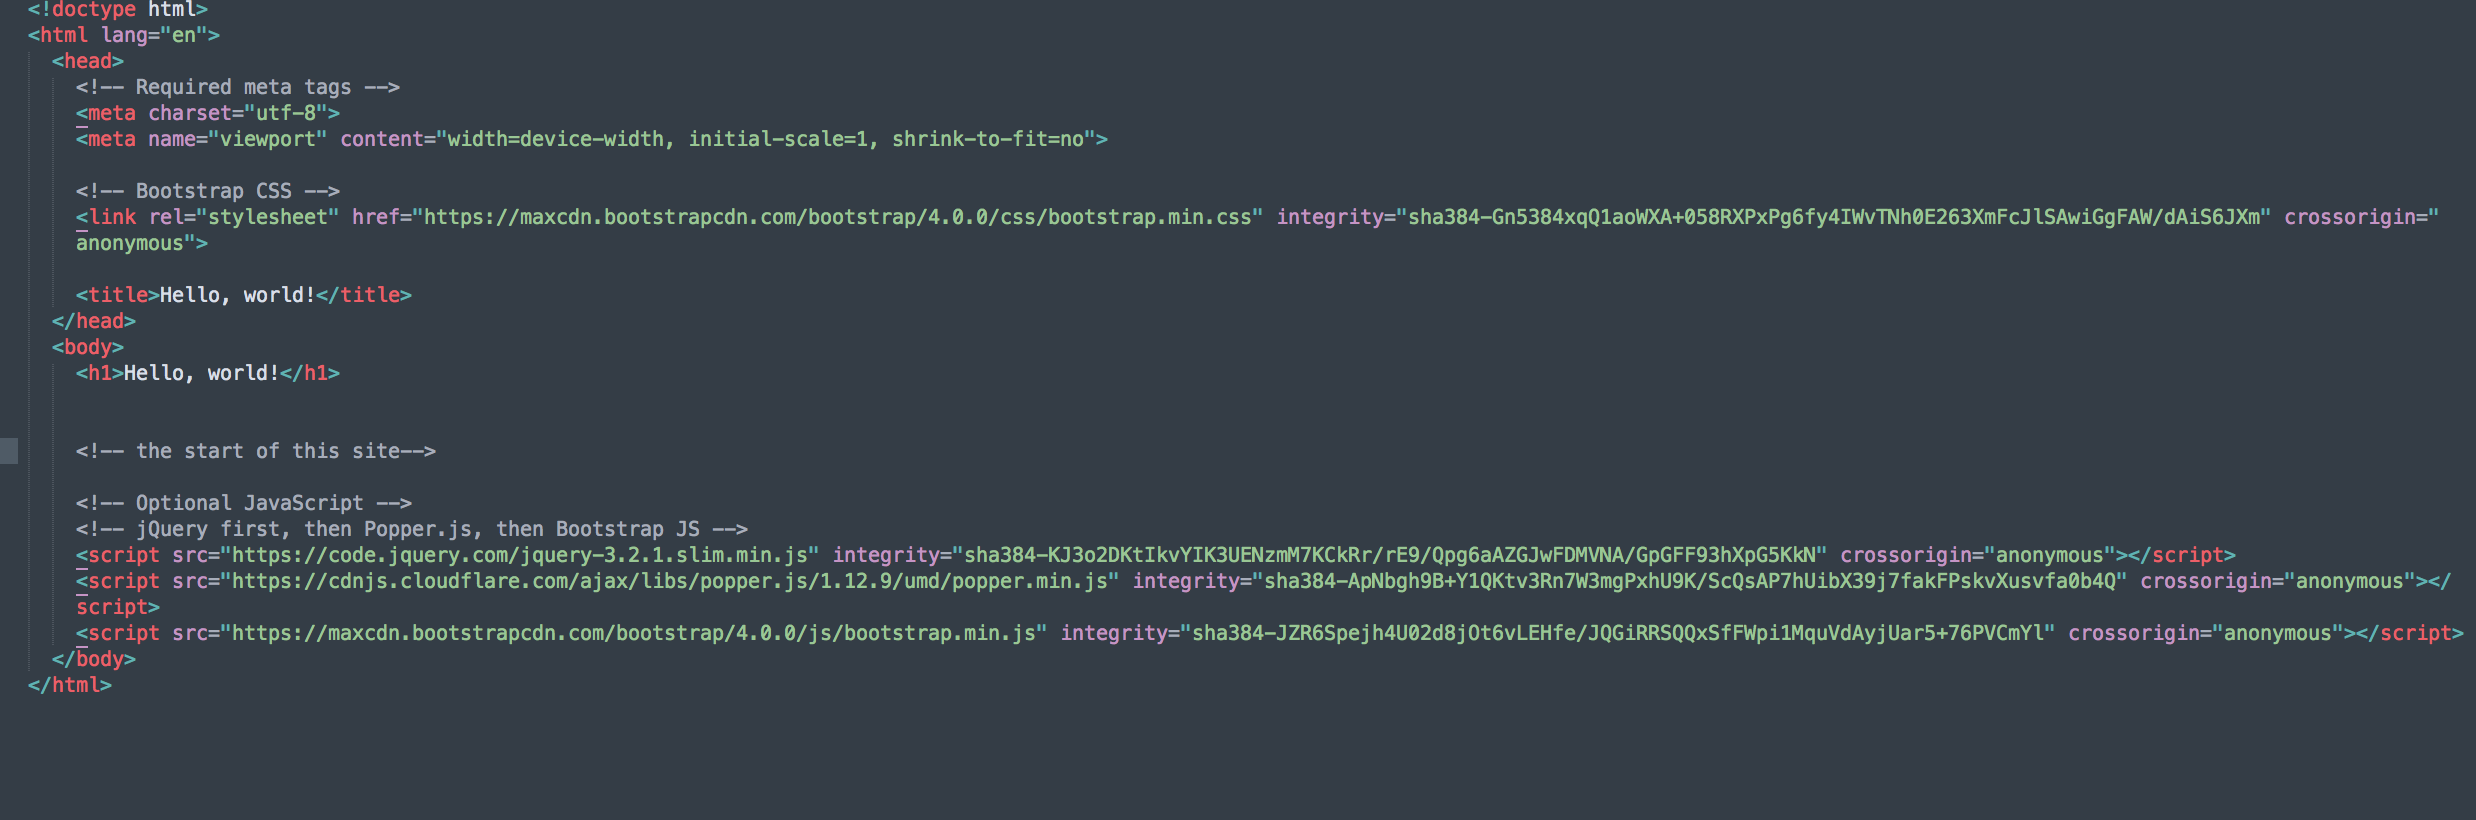 <!doctype html>
<html lang="en">
<head>
<!-- Required meta tags -->
<meta charset="utf-8">
<meta name="viewport" content="width=device-width, initial-scale=1, shrink-to-fit=no">
<!-- Bootstrap CSS -->
<link rel="stylesheet" href="https://maxcdn.bootstrapcdn.com/bootstrap/4.0.0/css/bootstrap.min.css" integrity="sha384-Gn5384xqQ1aoWXA+058RXPxPg6fy4IWvTNh0E263XmFcJlSAwiGgFAW/dAiS6JXm" crossorigin="
anonymous">
<title>Hello, world!</title>
</head>
<body>
<h1>Hello, world!</h1>
<!-- the start of this site-->
<!-- Optional JavaScript -->
<!-- jQuery first, then Popper.js, then Bootstrap JS -->
<script src="https://code.jquery.com/jquery-3.2.1.slim.min.js" integrity="sha384-KJ3o2DKtIkvYIK3UENzmM7KCkRr/rE9/Qpg6aAZGJwFDMVNA/GpGFF93hXpG5KkN" crossorigin="anonymous"></script>
<script src="https://cdnjs.cloudflare.com/ajax/libs/popper.js/1.12.9/umd/popper.min.js" integrity="sha384-ApNbgh9B+Y1QKtv3Rn7W3mgPxhU9K/ScQsAP7hUibX39j7fakFPskvXusvfa0b4Q" crossorigin="anonymous"></
script>
<script src="https://maxcdn.bootstrapcdn.com/bootstrap/4.0.0/js/bootstrap.min.js" integrity="sha384-JZR6Spejh4U02d8jOt6vLEHfe/JQGiRRSQQxSfFWpi1MquVdAyjUar5+76PVCmYl" crossorigin="anonymous"></script>
</body>
</html>